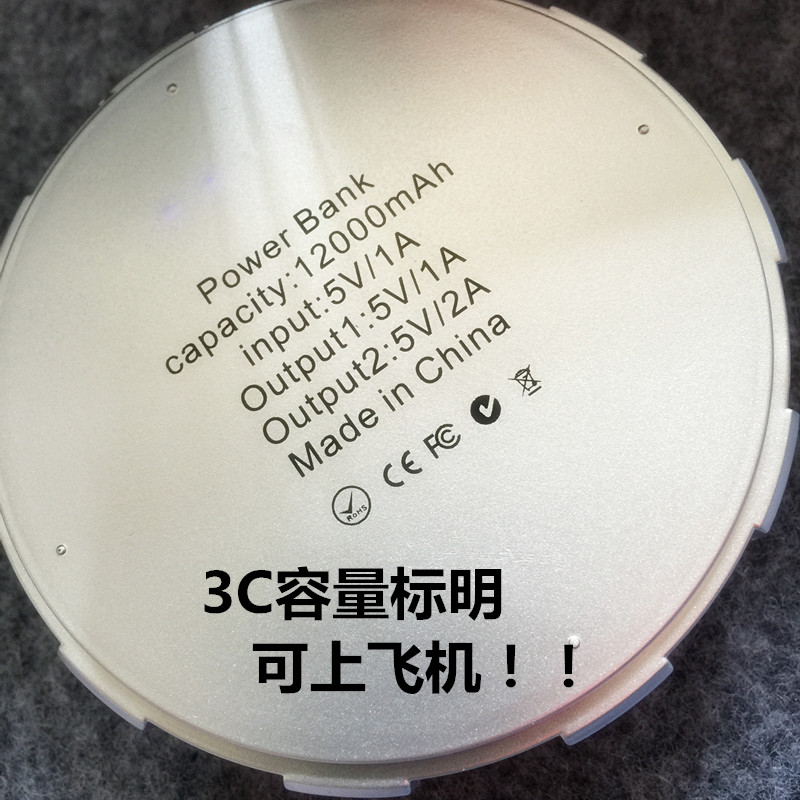 Power Bank
capacity:12000mAh
input:5V/1A
Output1:5V/1A
Output2:5V/2A
Made in China
RoHS CE FC
3C容量标明
可上飞机！！